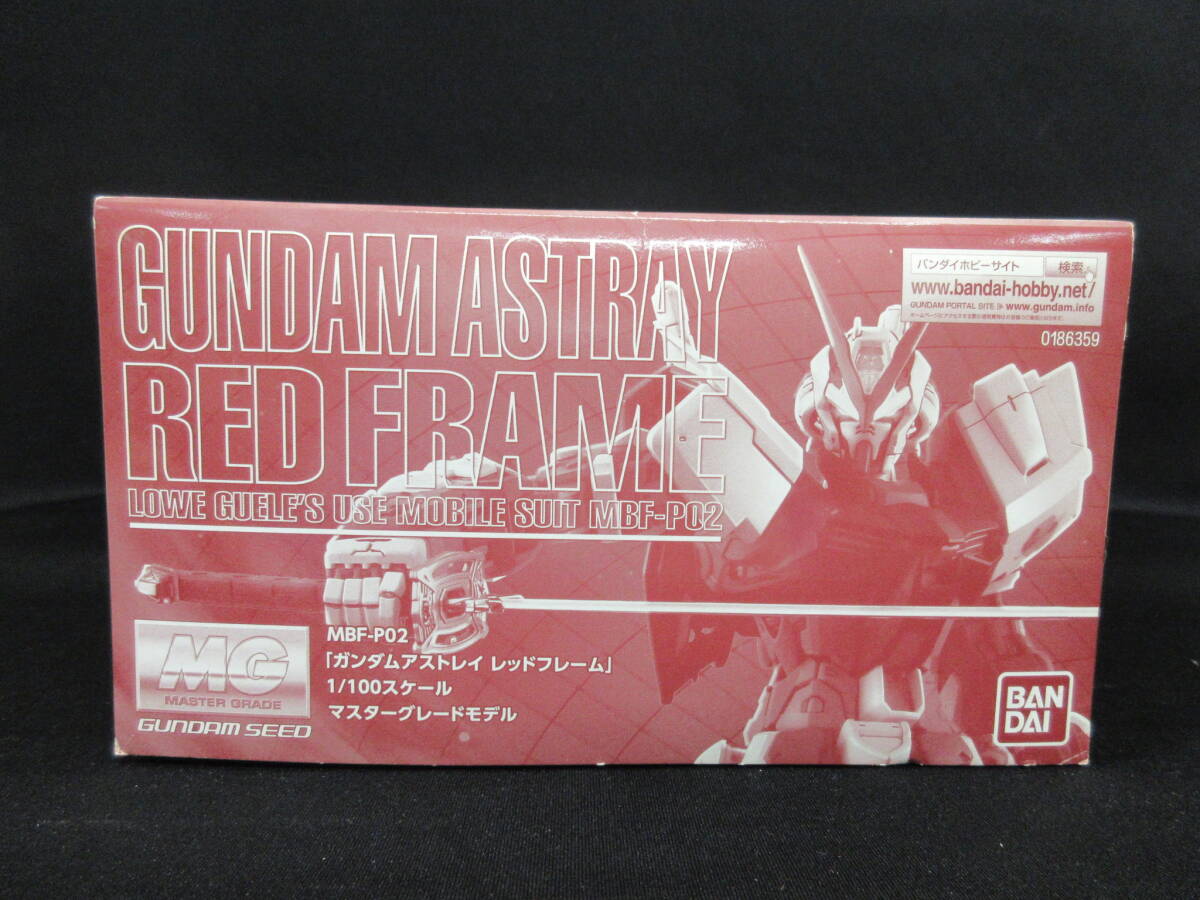 GUNDAM ASTRAY
RED FRAME
LOWE GUELE'S USE MOBILE SUIT MBF-P02
バンダイホビーサイト 検索
www.bandai-hobby.net/
GUNDAM PORTAL SITE www.gundam.info
0186359
MBF-P02
「ガンダムアストレイ レッドフレーム」
1/100スケール
マスターグレードモデル
MG
MASTER GRADE
GUNDAM SEED
BAN
DAI